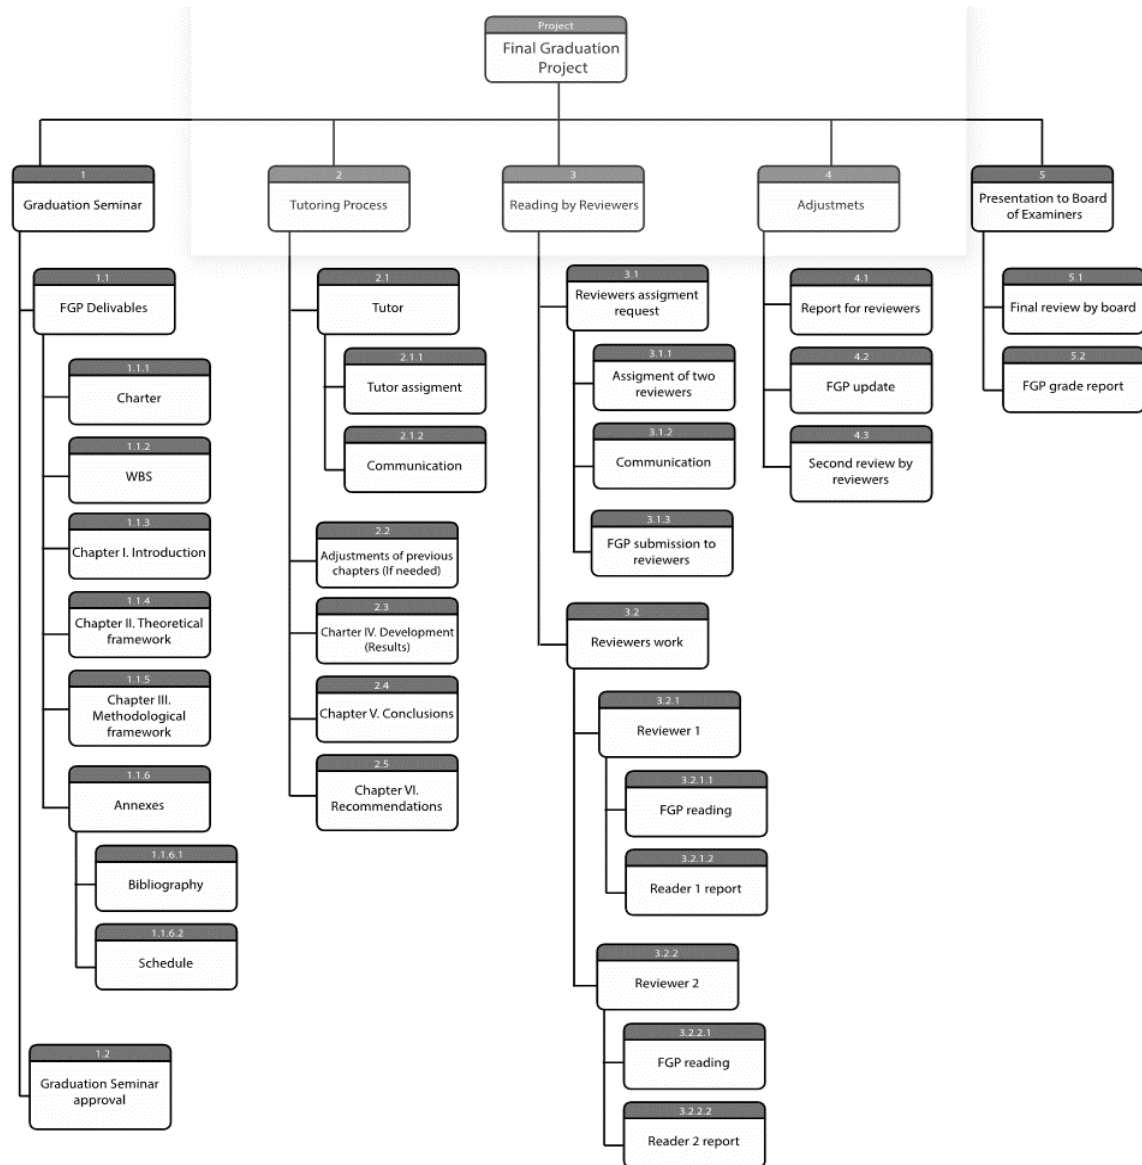 Project
Final Graduation
Project
1
Graduation Seminar
1.1
FGP Delivables
1.1.1
Charter
1.1.2
WBS
1.1.3
Chapter I. Introduction
1.1.4
Chapter II. Theoretical
framework
1.1.5
Chapter III.
Methodological
framework
1.1.6
Annexes
1.1.6.1
Bibliography
1.1.6.2
Schedule
1.2
Graduation Seminar
approval
2
Tutoring Process
2.1
Tutor
2.1.1
Tutor assigment
2.1.2
Communication
2.2
Adjustments of previous
chapters (If needed)
2.3
Charter IV. Development
(Results)
2.4
Chapter V. Conclusions
2.5
Chapter VI.
Recommendations
3
Reading by Reviewers
3.1
Reviewers assigment
request
3.1.1
Assigment of two
reviewers
3.1.2
Communication
3.1.3
FGP submission to
reviewers
3.2
Reviewers work
3.2.1
Reviewer 1
3.2.1.1
FGP reading
3.2.1.2
Reader 1 report
3.2.2
Reviewer 2
3.2.2.1
FGP reading
3.2.2.2
Reader 2 report
4
Adjustmets
4.1
Report for reviewers
4.2
FGP update
4.3
Second review by
reviewers
5
Presentation to Board
of Examiners
5.1
Final review by board
5.2
FGP grade report